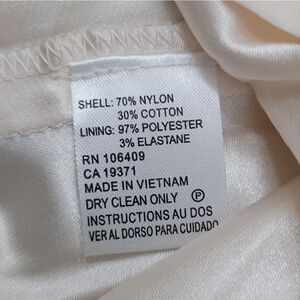 SHELL: 70% NYLON
30% COTTON
LINING: 97% POLYESTER
3% ELASTANE
RN 106409
CA 19371
MADE IN VIETNAM
DRY CLEAN ONLY Ⓟ
INSTRUCTIONS AU DOS
VER AL DORSO PARA CUIDADO